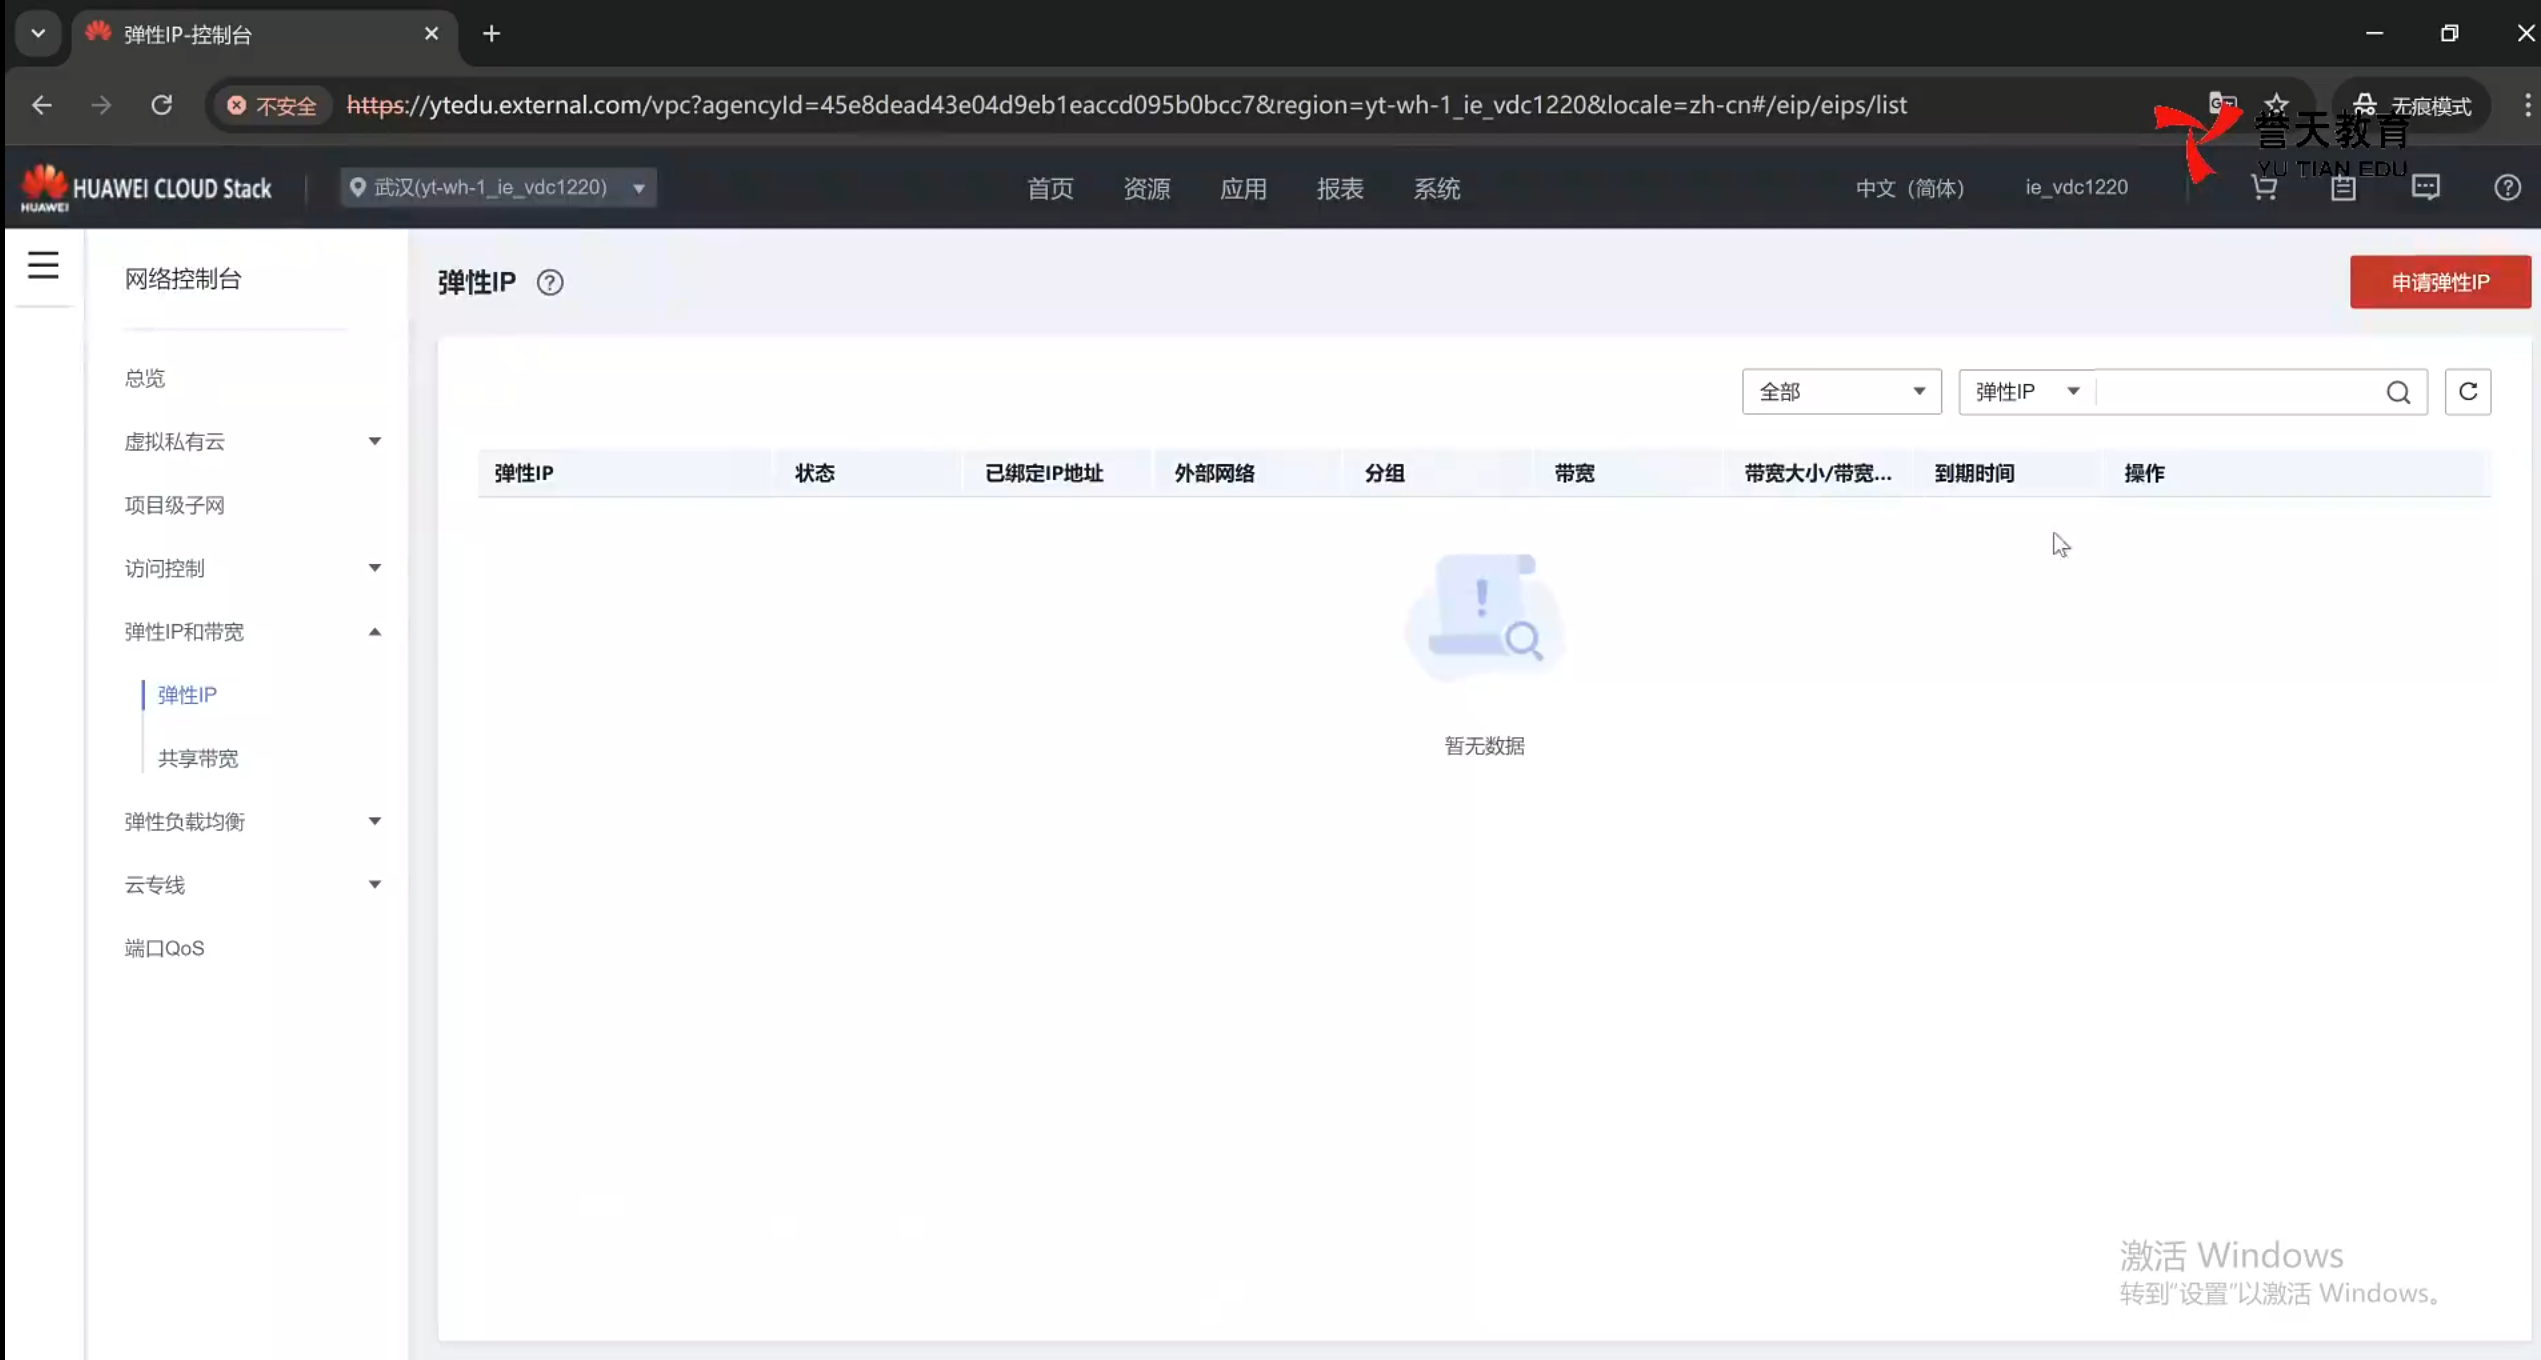 弹性IP-控制台
不安全
https://ytedu.external.com/vpc?agencyId=45e8dead43e04d9eb1eaccd095b0bcc7&region=yt-wh-1_ie_vdc1220&locale=zh-cn#/eip/eips/list
无痕模式
誉天教育
YU TIAN EDU
HUAWEI
HUAWEI CLOUD Stack
武汉(yt-wh-1_ie_vdc1220)
首页
资源
应用
报表
系统
中文（简体）
ie_vdc1220
网络控制台
总览
虚拟私有云
项目级子网
访问控制
弹性IP和带宽
弹性IP
共享带宽
弹性负载均衡
云专线
端口QoS
弹性IP
申请弹性IP
全部
弹性IP
弹性IP 状态 已绑定IP地址 外部网络 分组 带宽 带宽大小/带宽... 到期时间 操作
暂无数据
激活 Windows
转到“设置”以激活 Windows。